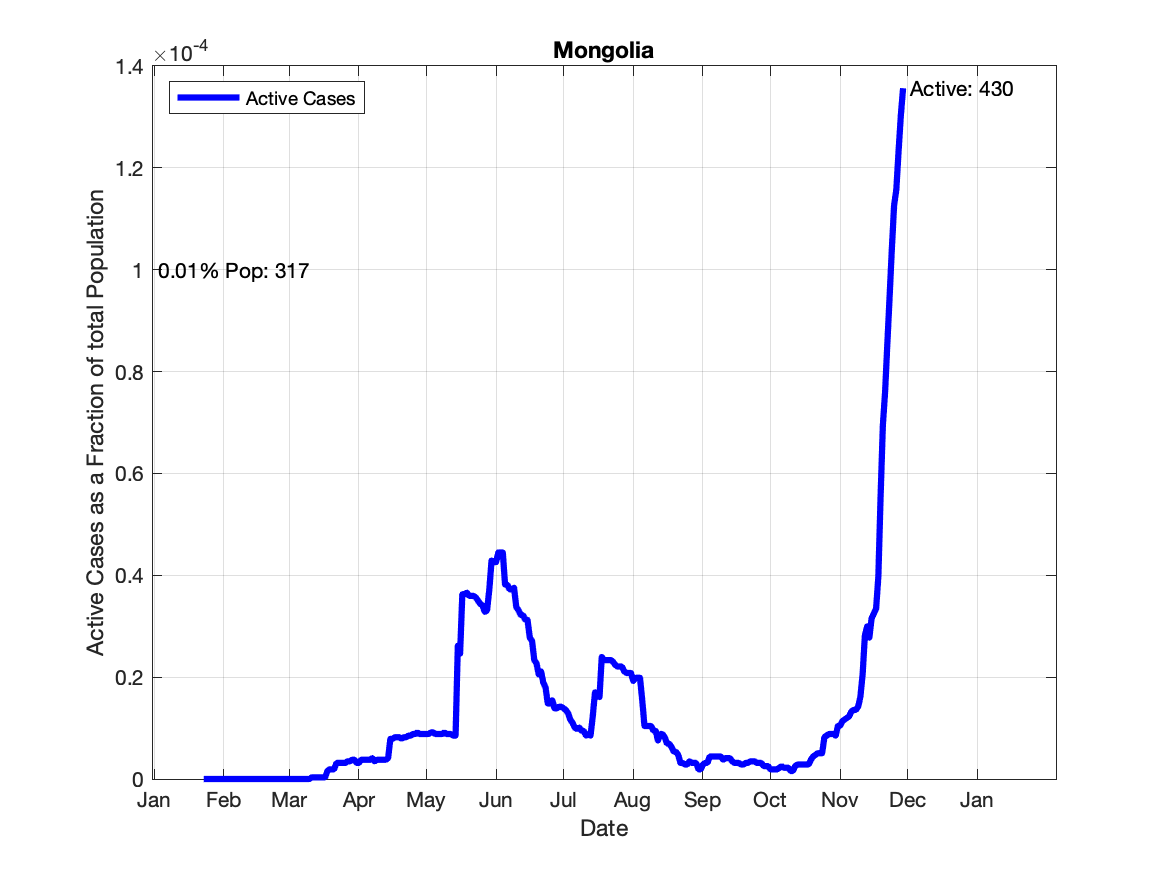 Mongolia
×10-4
1.4
Active Cases
Active: 430
1.2
1
0.01% Pop: 317
0.8
0.6
0.4
0.2
0
Active Cases as a Fraction of total Population
Jan Feb Mar Apr May Jun Jul Aug Sep Oct Nov Dec Jan
Date